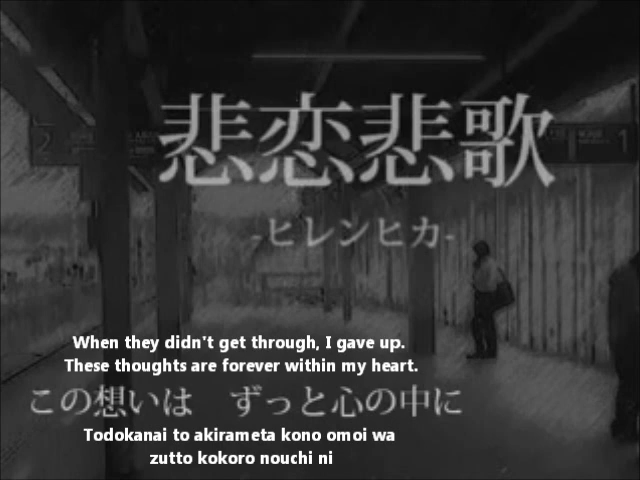 2
1
悲恋悲歌
-ヒレンヒカ-
When they didn't get through, I gave up.
These thoughts are forever within my heart.
この想いは　ずっと心の中に
Todokanai to akirameta kono omoi wa
zutto kokoro nouchi ni